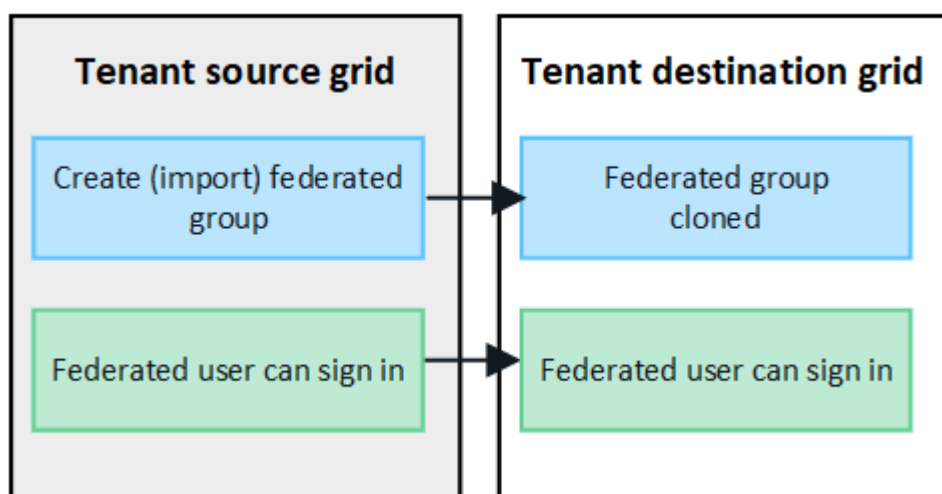 Tenant source grid
Create (import) federated
group
Federated user can sign in
Tenant destination grid
Federated group
cloned
Federated user can sign in